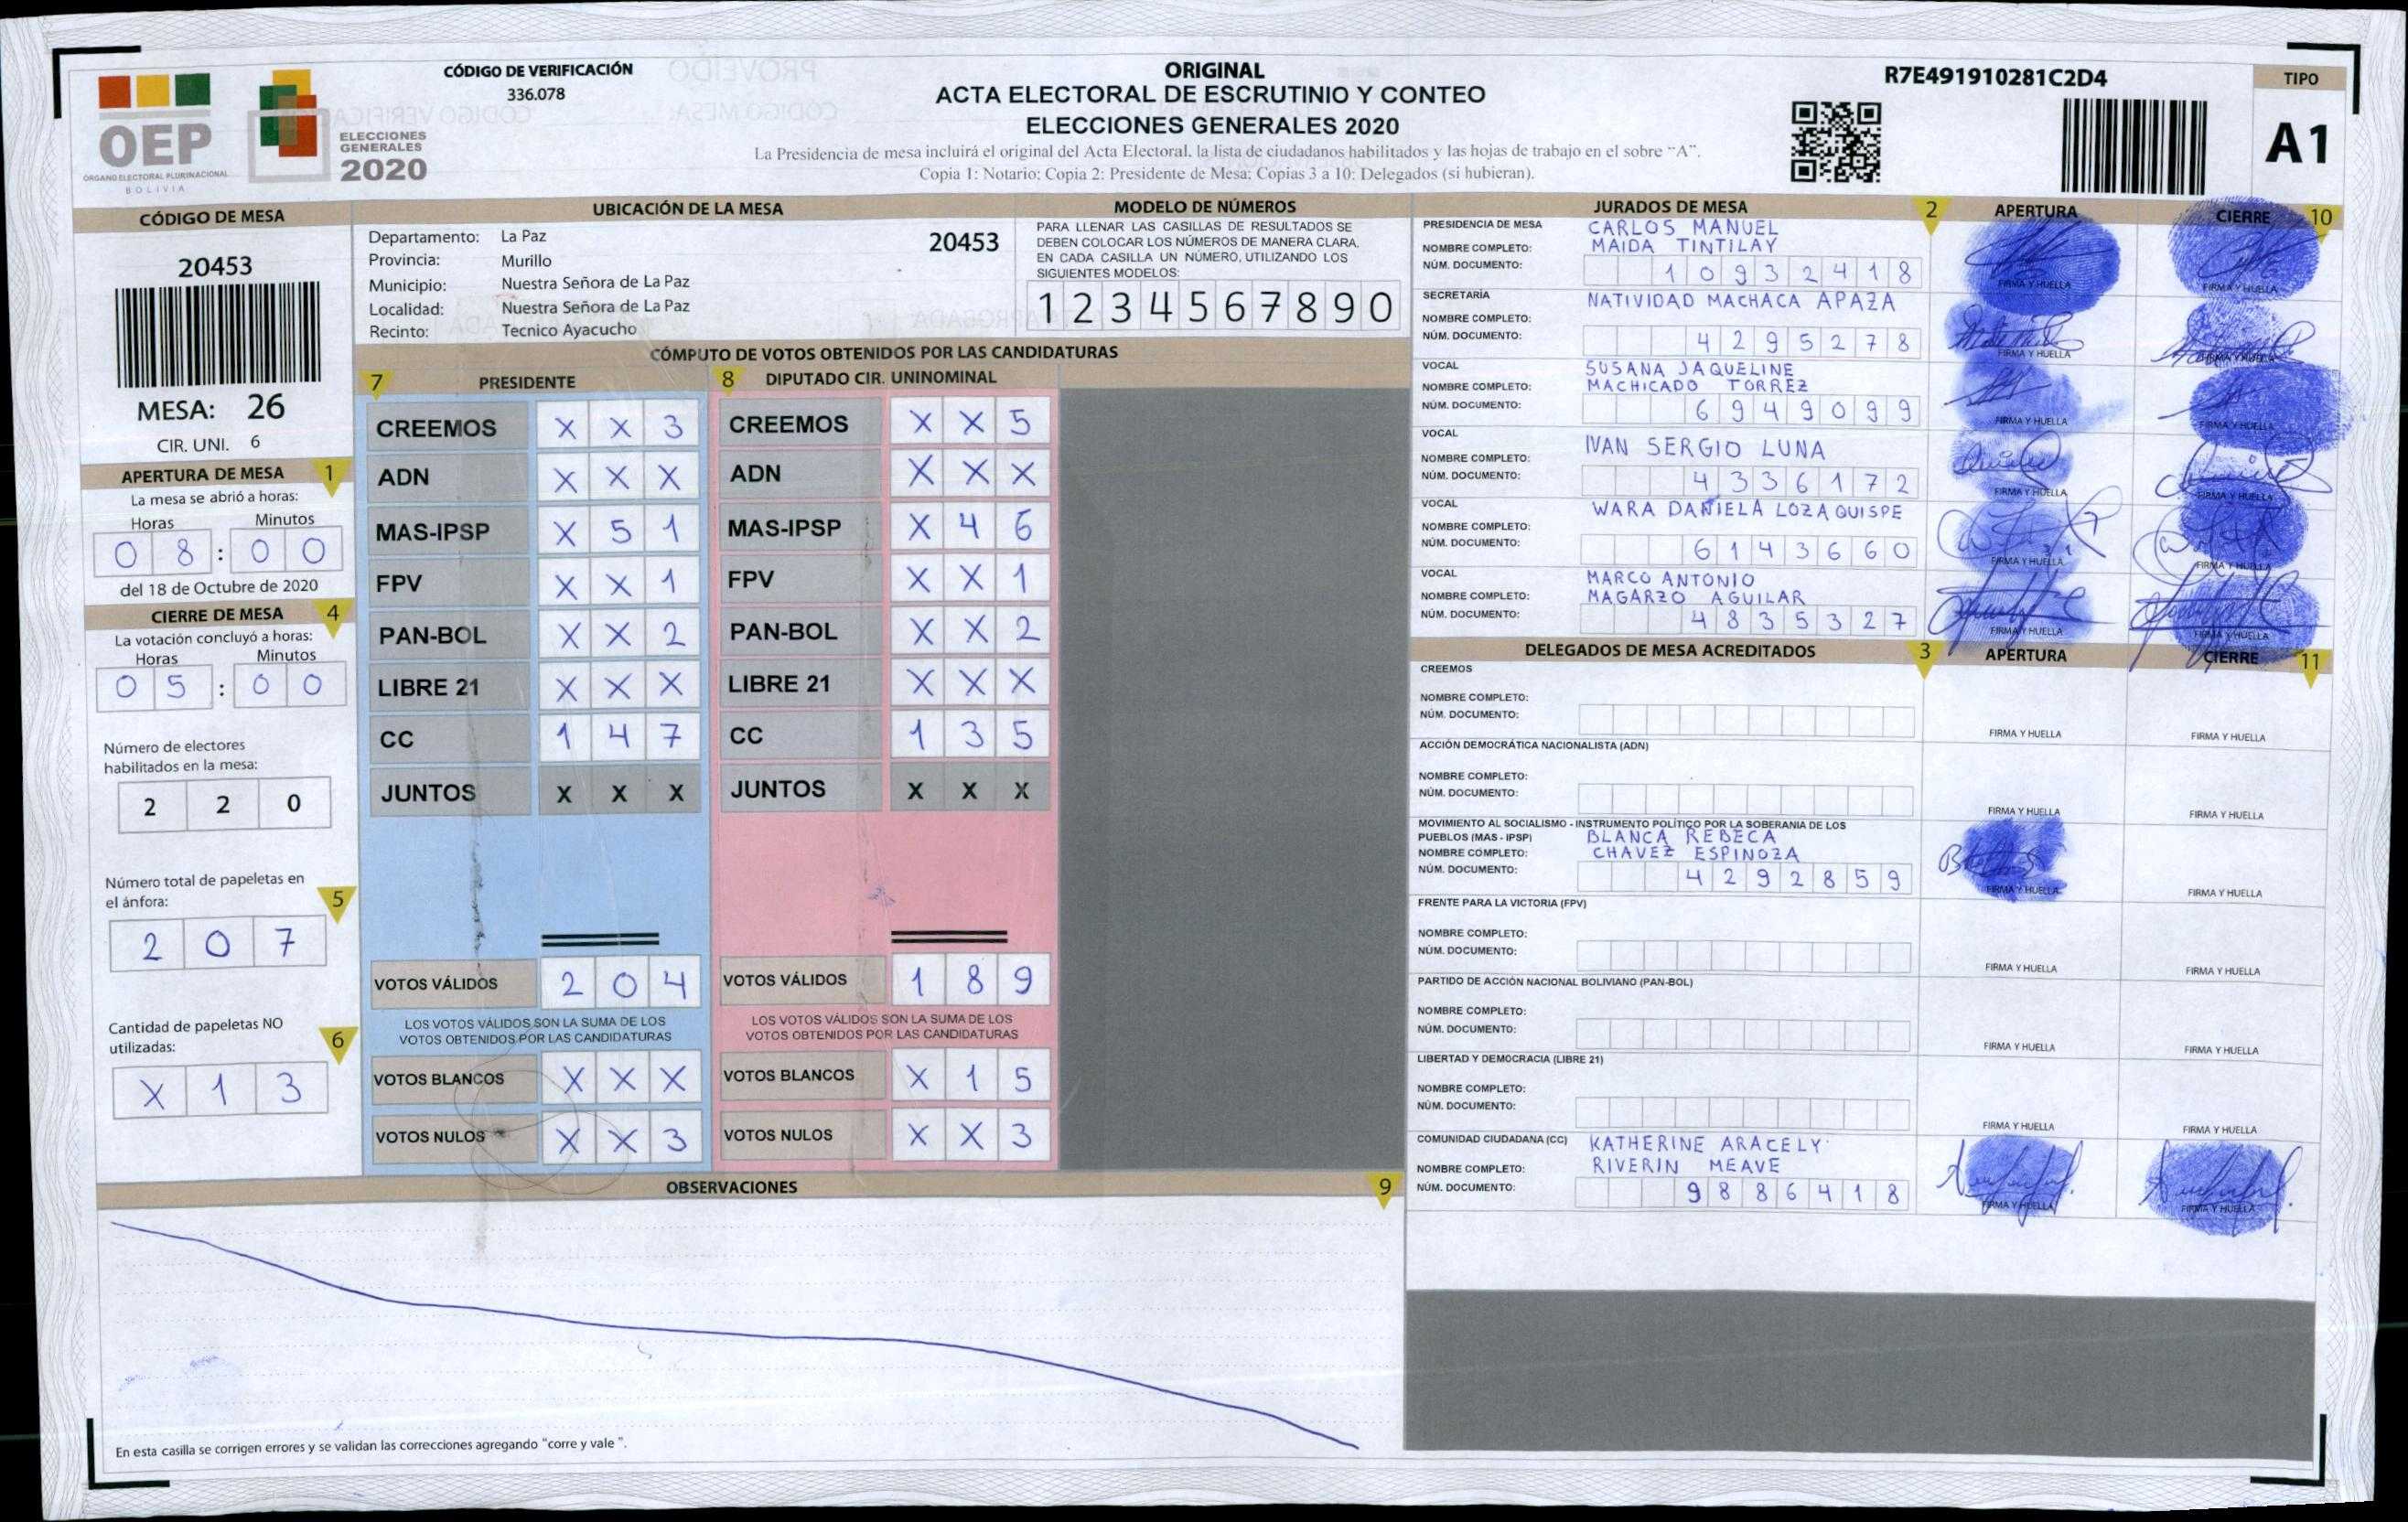 CÓDIGO DE VERIFICACIÓN
336.078
ORIGINAL
ACTA ELECTORAL DE ESCRUTINIO Y CONTEO
ELECCIONES GENERALES 2020
La Presidencia de mesa incluirá el original del Acta Electoral, la lista de ciudadanos habilitados y las hojas de trabajo en el sobre "A".
Copia 1: Notario; Copia 2: Presidente de Mesa; Copias 3 a 10: Delegados (si hubieran).
R7E491910281C2D4
TIPO
A1
OEP
ÓRGANO ELECTORAL PLURINACIONAL
BOLIVIA
ELECCIONES
GENERALES
2020
CÓDIGO DE MESA
20453
MESA: 26
CIR. UNI. 6
APERTURA DE MESA 1
La mesa se abrió a horas:
Horas Minutos
0 8 : 0 0
del 18 de Octubre de 2020
CIERRE DE MESA 4
La votación concluyó a horas:
Horas Minutos
0 5 : 0 0
Número de electores
habilitados en la mesa:
2 2 0
Número total de papeletas en
el ánfora: 5
2 0 7
Cantidad de papeletas NO
utilizadas: 6
X 1 3
UBICACIÓN DE LA MESA
Departamento: La Paz 20453
Provincia: Murillo
Municipio: Nuestra Señora de La Paz
Localidad: Nuestra Señora de La Paz
Recinto: Tecnico Ayacucho
MODELO DE NÚMEROS
PARA LLENAR LAS CASILLAS DE RESULTADOS SE
DEBEN COLOCAR LOS NÚMEROS DE MANERA CLARA,
EN CADA CASILLA UN NÚMERO, UTILIZANDO LOS
SIGUIENTES MODELOS:
1 2 3 4 5 6 7 8 9 0
CÓMPUTO DE VOTOS OBTENIDOS POR LAS CANDIDATURAS
7 PRESIDENTE
CREEMOS X X 3
ADN X X X
MAS-IPSP X 5 1
FPV X X 1
PAN-BOL X X 2
LIBRE 21 X X X
CC 1 4 7
JUNTOS X X X
VOTOS VÁLIDOS 2 0 4
LOS VOTOS VÁLIDOS SON LA SUMA DE LOS
VOTOS OBTENIDOS POR LAS CANDIDATURAS
VOTOS BLANCOS X X X
VOTOS NULOS X X 3
8 DIPUTADO CIR. UNINOMINAL
CREEMOS X X 5
ADN X X X
MAS-IPSP X 4 6
FPV X X 1
PAN-BOL X X 2
LIBRE 21 X X X
CC 1 3 5
JUNTOS X X X
VOTOS VÁLIDOS 1 8 9
LOS VOTOS VÁLIDOS SON LA SUMA DE LOS
VOTOS OBTENIDOS POR LAS CANDIDATURAS
VOTOS BLANCOS X 1 5
VOTOS NULOS X X 3
OBSERVACIONES 9
En esta casilla se corrigen errores y se validan las correcciones agregando "corre y vale ".
JURADOS DE MESA 2 APERTURA CIERRE 10
PRESIDENCIA DE MESA CARLOS MANUEL
NOMBRE COMPLETO: MAIDA TINTILAY
NÚM. DOCUMENTO: 1 0 9 3 2 4 1 8
FIRMA Y HUELLA FIRMA Y HUELLA
SECRETARÍA NATIVIDAD MACHACA APAZA
NOMBRE COMPLETO:
NÚM. DOCUMENTO: 4 2 9 5 2 7 8
FIRMA Y HUELLA FIRMA Y HUELLA
VOCAL SUSANA JAQUELINE
NOMBRE COMPLETO: MACHICADO TORREZ
NÚM. DOCUMENTO: 6 9 4 9 0 9 9
FIRMA Y HUELLA FIRMA Y HUELLA
VOCAL IVAN SERGIO LUNA
NOMBRE COMPLETO:
NÚM. DOCUMENTO: 4 3 3 6 1 7 2
FIRMA Y HUELLA FIRMA Y HUELLA
VOCAL WARA DANIELA LOZA QUISPE
NOMBRE COMPLETO:
NÚM. DOCUMENTO: 6 1 4 3 6 6 0
FIRMA Y HUELLA FIRMA Y HUELLA
VOCAL MARCO ANTONIO
NOMBRE COMPLETO: MAGARZO AGUILAR
NÚM. DOCUMENTO: 4 8 3 5 3 2 7
FIRMA Y HUELLA FIRMA Y HUELLA
DELEGADOS DE MESA ACREDITADOS 3 APERTURA CIERRE 11
CREEMOS
NOMBRE COMPLETO:
NÚM. DOCUMENTO:
FIRMA Y HUELLA FIRMA Y HUELLA
ACCIÓN DEMOCRÁTICA NACIONALISTA (ADN)
NOMBRE COMPLETO:
NÚM. DOCUMENTO:
FIRMA Y HUELLA FIRMA Y HUELLA
MOVIMIENTO AL SOCIALISMO - INSTRUMENTO POLÍTICO POR LA SOBERANIA DE LOS
PUEBLOS (MAS - IPSP) BLANCA REBECA
NOMBRE COMPLETO: CHAVEZ ESPINOZA
NÚM. DOCUMENTO: 4 2 9 2 8 5 9
FIRMA Y HUELLA FIRMA Y HUELLA
FRENTE PARA LA VICTORIA (FPV)
NOMBRE COMPLETO:
NÚM. DOCUMENTO:
FIRMA Y HUELLA FIRMA Y HUELLA
PARTIDO DE ACCIÓN NACIONAL BOLIVIANO (PAN-BOL)
NOMBRE COMPLETO:
NÚM. DOCUMENTO:
FIRMA Y HUELLA FIRMA Y HUELLA
LIBERTAD Y DEMOCRACIA (LIBRE 21)
NOMBRE COMPLETO:
NÚM. DOCUMENTO:
FIRMA Y HUELLA FIRMA Y HUELLA
COMUNIDAD CIUDADANA (CC) KATHERINE ARACELY
NOMBRE COMPLETO: RIVERIN MEAVE
NÚM. DOCUMENTO: 9 8 8 6 4 1 8
FIRMA Y HUELLA FIRMA Y HUELLA